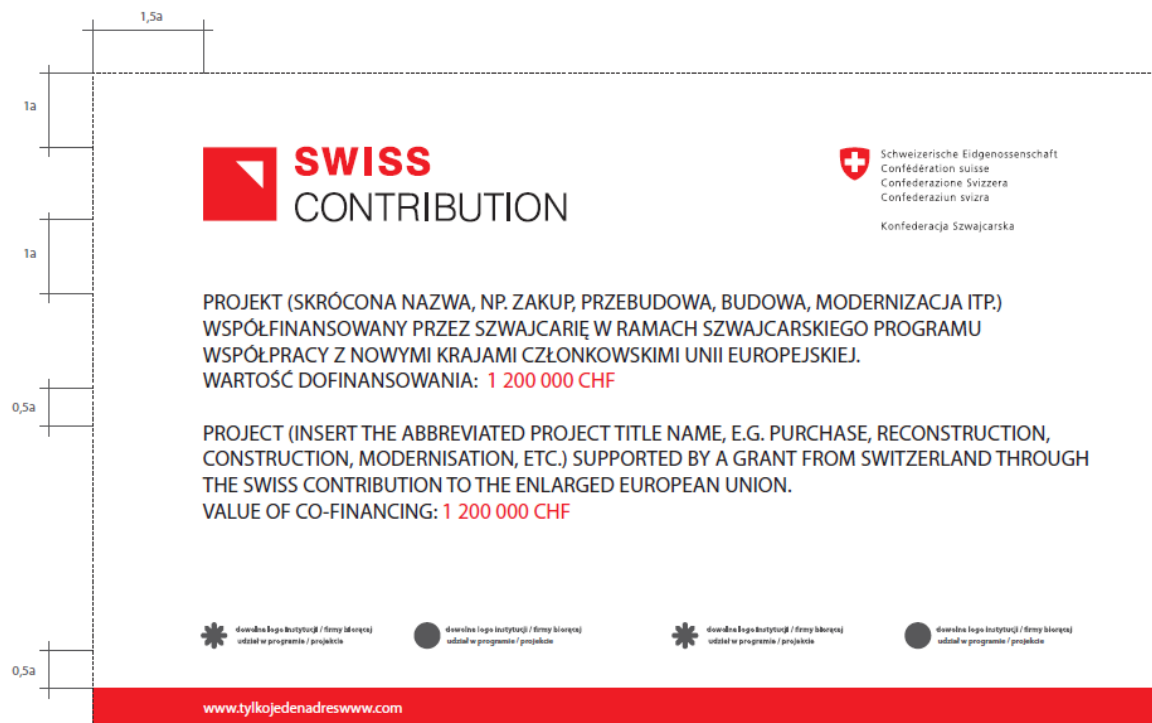 1,5a
1a
SWISS
CONTRIBUTION
Schweizerische Eidgenossenschaft
Confédération suisse
Confederazione Svizzera
Confederaziun svizra
Konfederacja Szwajcarska
1a
PROJEKT (SKRÓCONA NAZWA, NP. ZAKUP, PRZEBUDOWA, BUDOWA, MODERNIZACJA ITP.)
WSPÓŁFINANSOWANY PRZEZ SZWAJCARIĘ W RAMACH SZWAJCARSKIEGO PROGRAMU
WSPÓŁPRACY Z NOWYMI KRAJAMI CZŁONKOWSKIMI UNII EUROPEJSKIEJ.
WARTOŚĆ DOFINANSOWANIA: 1 200 000 CHF
0,5a
PROJECT (INSERT THE ABBREVIATED PROJECT TITLE NAME, E.G. PURCHASE, RECONSTRUCTION,
CONSTRUCTION, MODERNISATION, ETC.) SUPPORTED BY A GRANT FROM SWITZERLAND THROUGH
THE SWISS CONTRIBUTION TO THE ENLARGED EUROPEAN UNION.
VALUE OF CO-FINANCING: 1 200 000 CHF
dowolne logo instytucji / firmy biorącej
udział w programie / projekcie
dowolne logo instytucji / firmy biorącej
udział w programie / projekcie
dowolne logo instytucji / firmy biorącej
udział w programie / projekcie
dowolne logo instytucji / firmy biorącej
udział w programie / projekcie
0,5a
www.tylkojedenadreswww.com